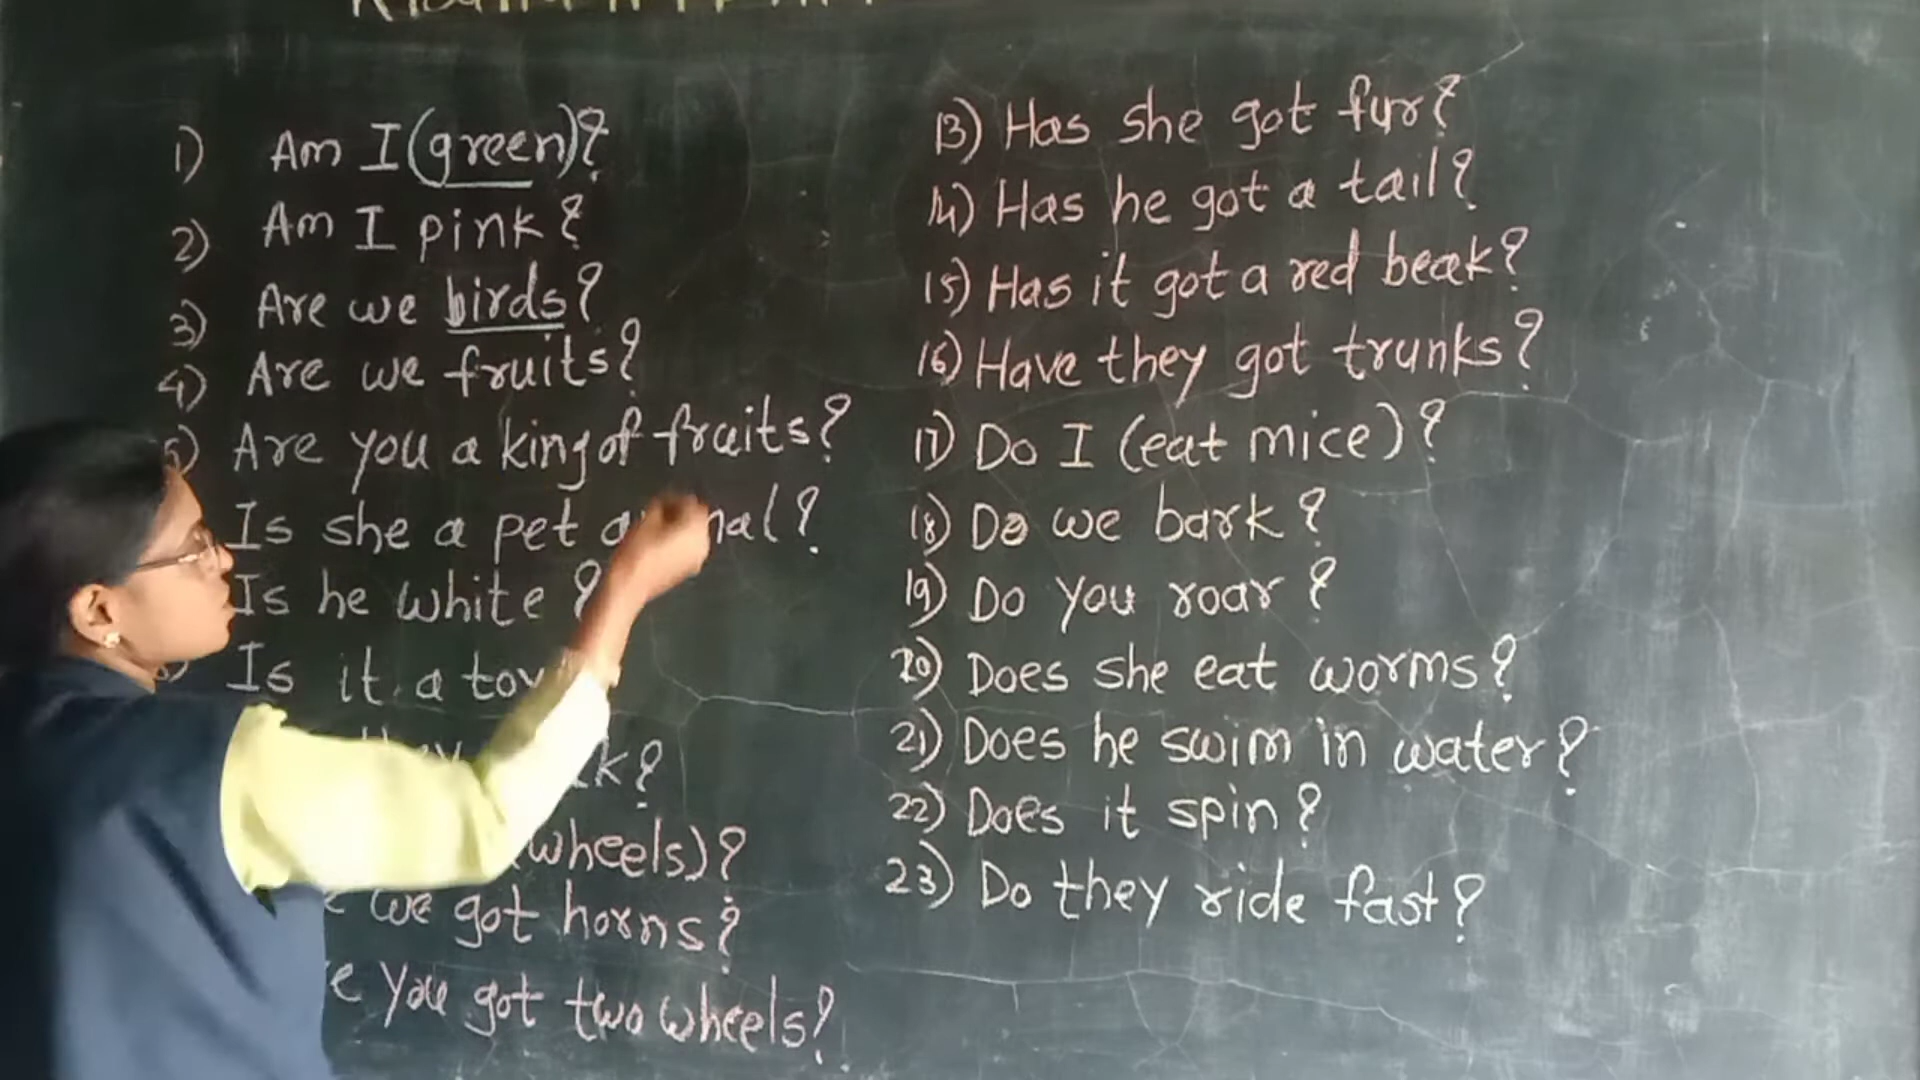 1) Am I (green)?
2) Am I pink?
3) Are we birds?
4) Are we fruits?
5) Are you a king of fruits?
Is she a pet
Is he white?
Is it a
they
wheels)?
we got horns?
you got two wheels?
13) Has she got fur?
14) Has he got a tail?
15) Has it got a red beak?
16) Have they got trunks?
17) Do I (eat mice)?
18) Do we bark?
19) Do you roar?
20) Does she eat worms?
21) Does he swim in water?
22) Does it spin?
23) Do they ride fast?